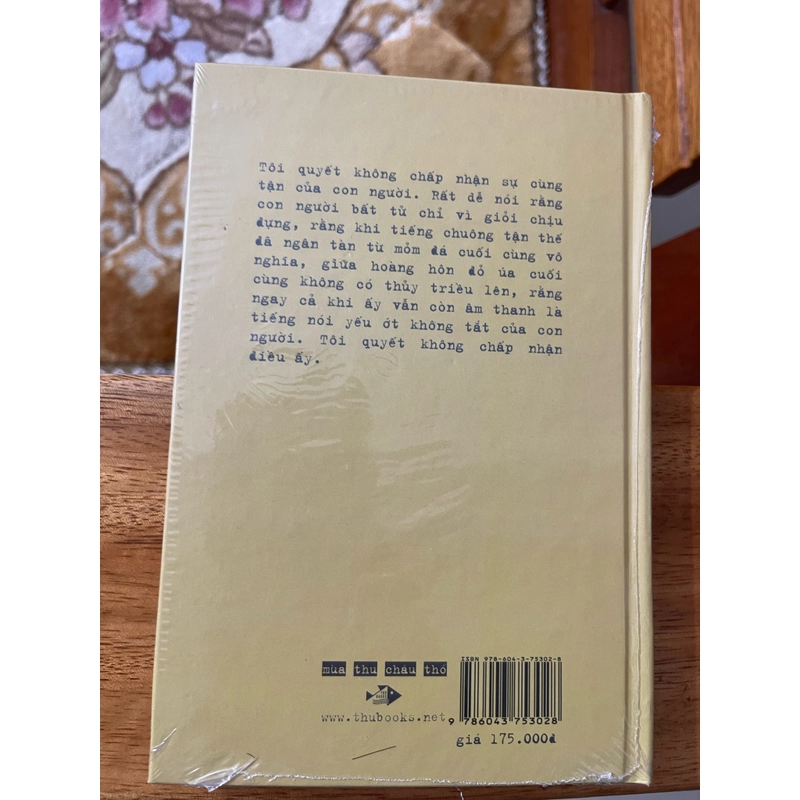 Tôi quyết không chấp nhận sự cùng
tận của con người. Rất dễ nói rằng
con người bất tử chỉ vì giỏi chịu
đựng, rằng khi tiếng chuông tận thế
đã ngân tàn từ mỏm đá cuối cùng vô
nghĩa, giữa hoàng hôn đỏ úa cuối
cùng không có thủy triều lên, rằng
ngay cả khi ấy vẫn còn âm thanh là
tiếng nói yếu ớt không tắt của con
người. Tôi quyết không chấp nhận
điều ấy.
ISBN 978-604-3-75302-8
mùa thu chau thổ
www.thubooks.net
9 786043 753028
giá 175.000đ